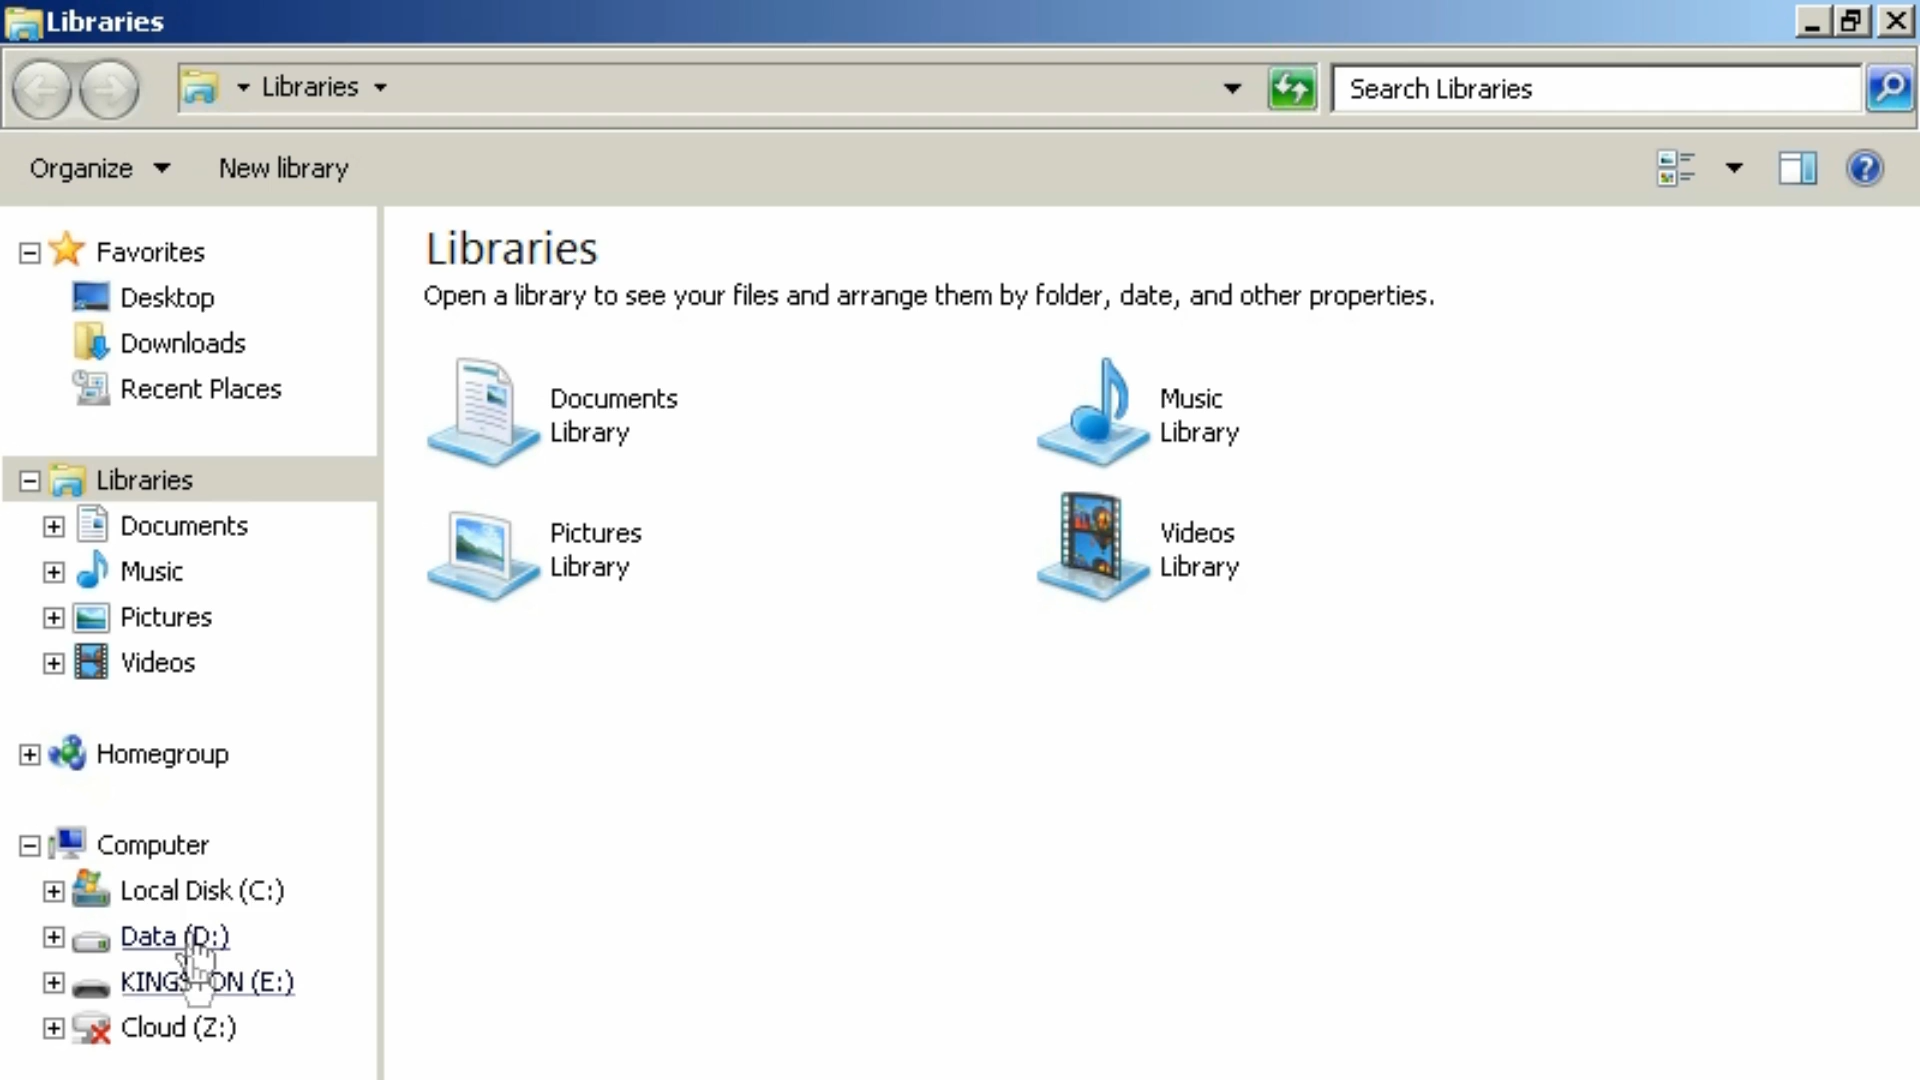 Libraries
Libraries
Search Libraries
Organize
New library
Favorites
Desktop
Downloads
Recent Places
Libraries
Documents
Music
Pictures
Videos
Homegroup
Computer
Local Disk (C:)
Data (D:)
KINGSTON (E:)
Cloud (Z:)
Libraries
Open a library to see your files and arrange them by folder, date, and other properties.
Documents
Library
Music
Library
Pictures
Library
Videos
Library